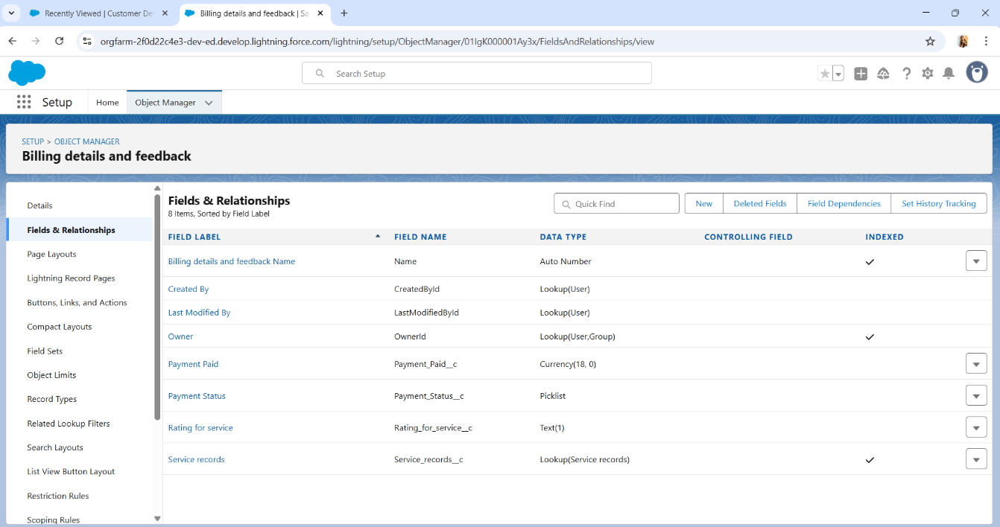 Recently Viewed | Customer De
Billing details and feedback | Sa
orgfarm-2f0d22c4e3-dev-ed.develop.lightning.force.com/lightning/setup/ObjectManager/01IgK000001Ay3x/FieldsAndRelationships/view
Search Setup
Setup
Home
Object Manager
SETUP > OBJECT MANAGER
Billing details and feedback
Details
Fields & Relationships
Page Layouts
Lightning Record Pages
Buttons, Links, and Actions
Compact Layouts
Field Sets
Object Limits
Record Types
Related Lookup Filters
Search Layouts
List View Button Layout
Restriction Rules
Scoping Rules
Fields & Relationships
8 Items, Sorted by Field Label
Quick Find
New
Deleted Fields
Field Dependencies
Set History Tracking
FIELD LABEL FIELD NAME DATA TYPE CONTROLLING FIELD INDEXED
Billing details and feedback Name Name Auto Number
Created By CreatedById Lookup(User)
Last Modified By LastModifiedById Lookup(User)
Owner OwnerId Lookup(User,Group)
Payment Paid Payment_Paid__c Currency(18, 0)
Payment Status Payment_Status__c Picklist
Rating for service Rating_for_service__c Text(1)
Service records Service_records__c Lookup(Service records)